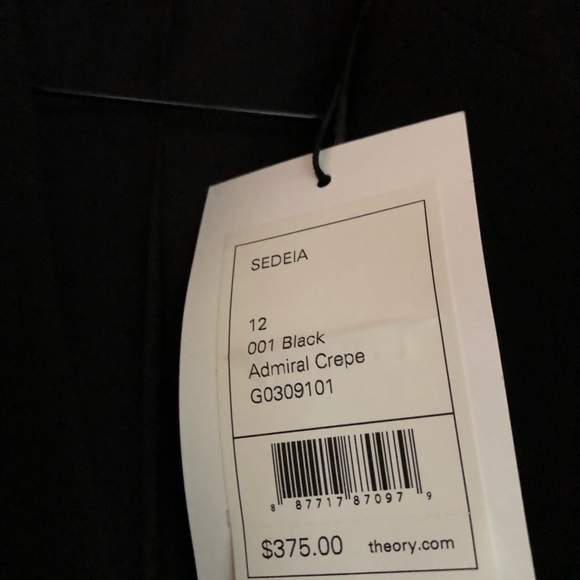 SEDEIA
12
001 Black
Admiral Crepe
G0309101
8 87717 87097 9
$375.00 theory.com